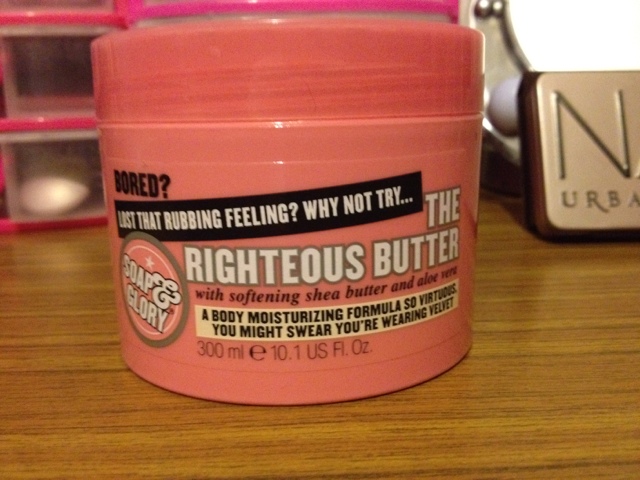 BORED?
LOST THAT RUBBING FEELING? WHY NOT TRY...
THE
RIGHTEOUS BUTTER
with softening shea butter and aloe vera
SOAP &
GLORY
A BODY MOISTURIZING FORMULA SO VIRTUOUS,
YOU MIGHT SWEAR YOU'RE WEARING VELVET
300 ml e 10.1 US Fl. Oz.
NA
URBA